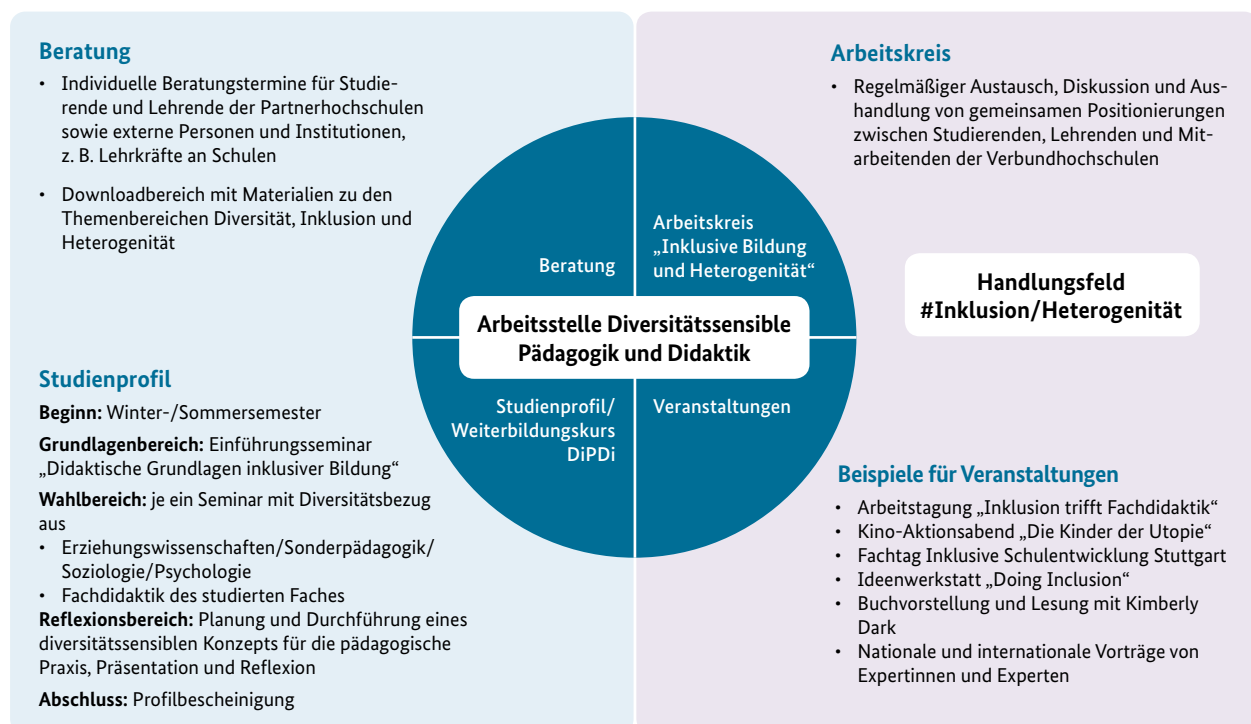 Beratung
• Individuelle Beratungstermine für Studie-
rende und Lehrende der Partnerhochschulen
sowie externe Personen und Institutionen,
z. B. Lehrkräfte an Schulen
• Downloadbereich mit Materialien zu den
Themenbereichen Diversität, Inklusion und
Heterogenität
Arbeitskreis
• Regelmäßiger Austausch, Diskussion und Aus-
handlung von gemeinsamen Positionierungen
zwischen Studierenden, Lehrenden und Mit-
arbeitenden der Verbundhochschulen
Beratung
Arbeitskreis
„Inklusive Bildung
und Heterogenität“
Handlungsfeld
#Inklusion/Heterogenität
Arbeitsstelle Diversitätssensible
Pädagogik und Didaktik
Studienprofil/
Weiterbildungskurs
DiPDi
Veranstaltungen
Studienprofil
Beginn: Winter-/Sommersemester
Grundlagenbereich: Einführungsseminar
„Didaktische Grundlagen inklusiver Bildung“
Wahlbereich: je ein Seminar mit Diversitätsbezug
aus
• Erziehungswissenschaften/Sonderpädagogik/
Soziologie/Psychologie
• Fachdidaktik des studierten Faches
Reflexionsbereich: Planung und Durchführung eines
diversitätssensiblen Konzepts für die pädagogische
Praxis, Präsentation und Reflexion
Abschluss: Profilbescheinigung
Beispiele für Veranstaltungen
• Arbeitstagung „Inklusion trifft Fachdidaktik“
• Kino-Aktionsabend „Die Kinder der Utopie“
• Fachtag Inklusive Schulentwicklung Stuttgart
• Ideenwerkstatt „Doing Inclusion“
• Buchvorstellung und Lesung mit Kimberly
Dark
• Nationale und internationale Vorträge von
Expertinnen und Experten